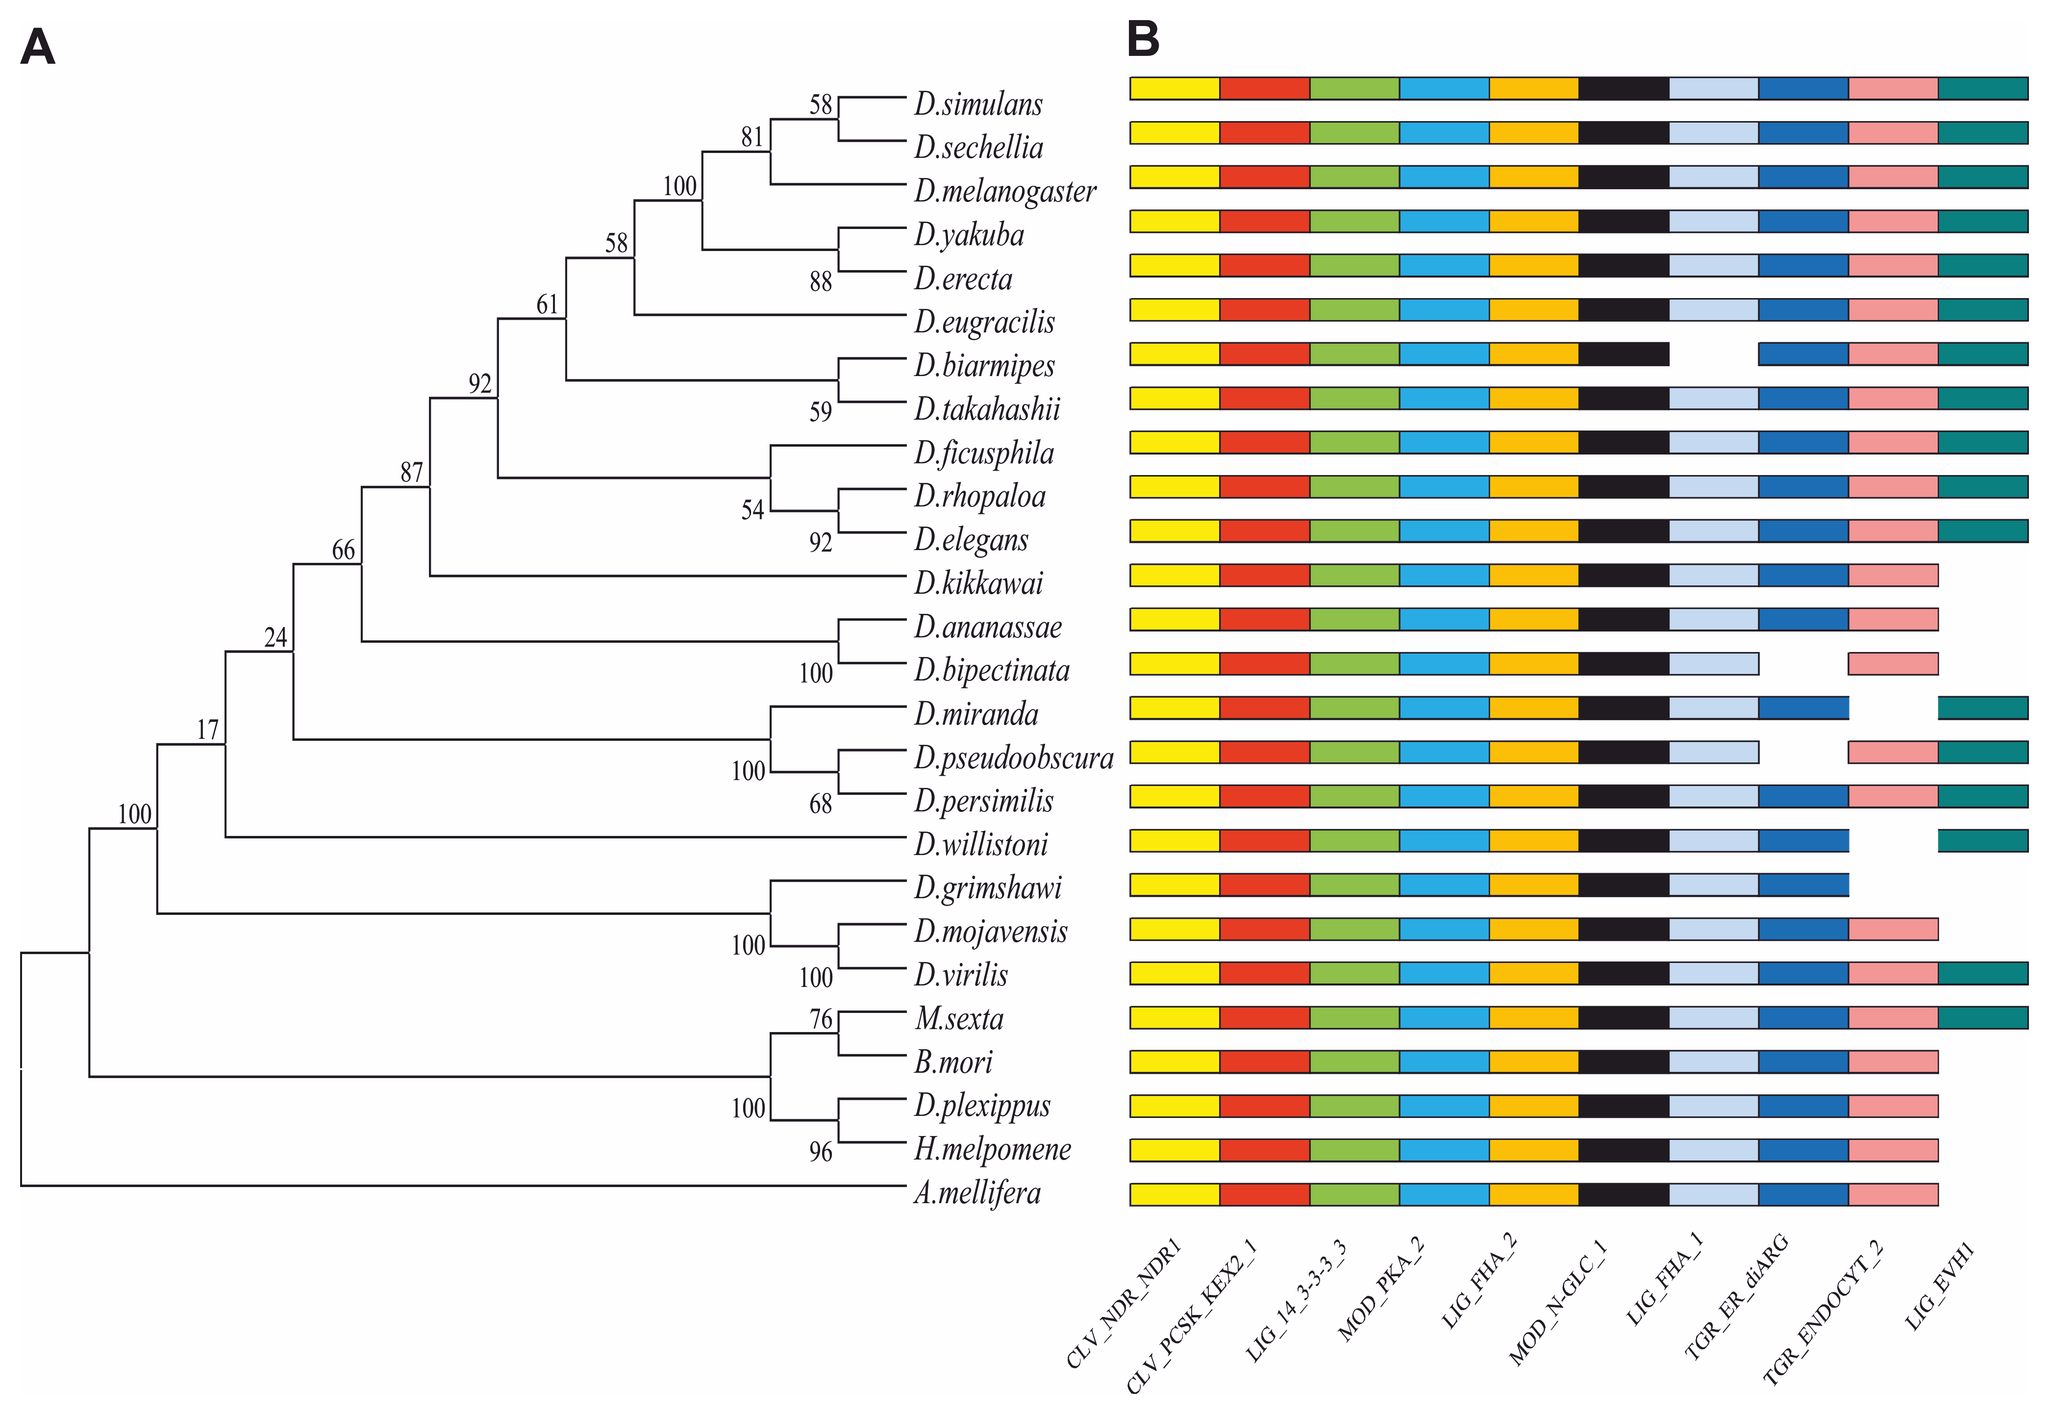 A
B
58
D.simulans
81
D.sechellia
100
D.melanogaster
58
D.yakuba
88
D.erecta
61
D.eugracilis
92
D.biarmipes
59
D.takahashii
87
D.ficusphila
54
D.rhopaloa
92
D.elegans
66
D.kikkawai
24
D.ananassae
100
D.bipectinata
17
D.miranda
100
D.pseudoobscura
68
D.persimilis
100
D.willistoni
D.grimshawi
100
D.mojavensis
100
D.virilis
76
M.sexta
B.mori
100
D.plexippus
96
H.melpomene
A.mellifera
CLV_NDR_NDR1
CLV_PCSK_KEX2_1
LIG_14_3-3-3_3
MOD_PKA_2
LIG_FHA_2
MOD_N-GLC_1
LIG_FHA_1
TGR_ER_diARG
TGR_ENDOCYT_2
LIG_EVH1